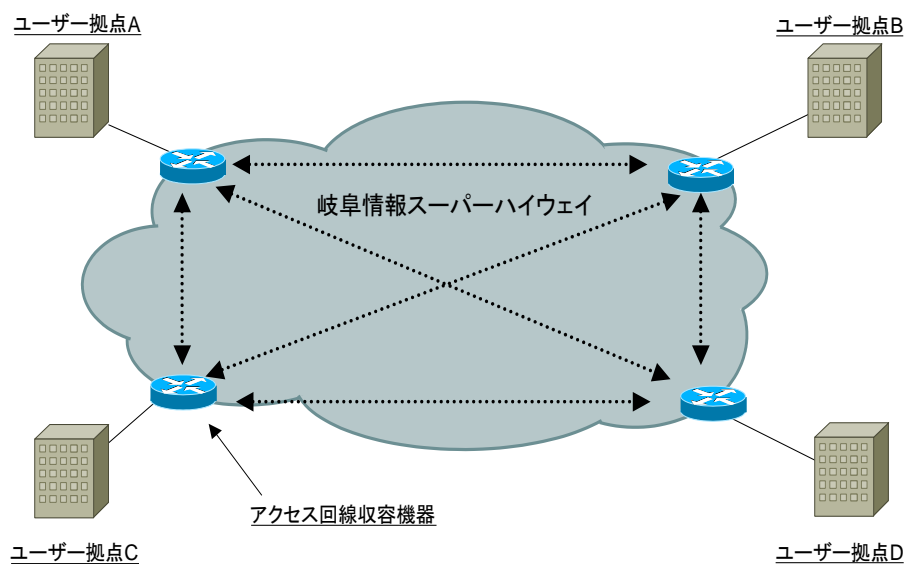 ユーザー拠点A
ユーザー拠点B
岐阜情報スーパーハイウェイ
アクセス回線収容機器
ユーザー拠点C
ユーザー拠点D